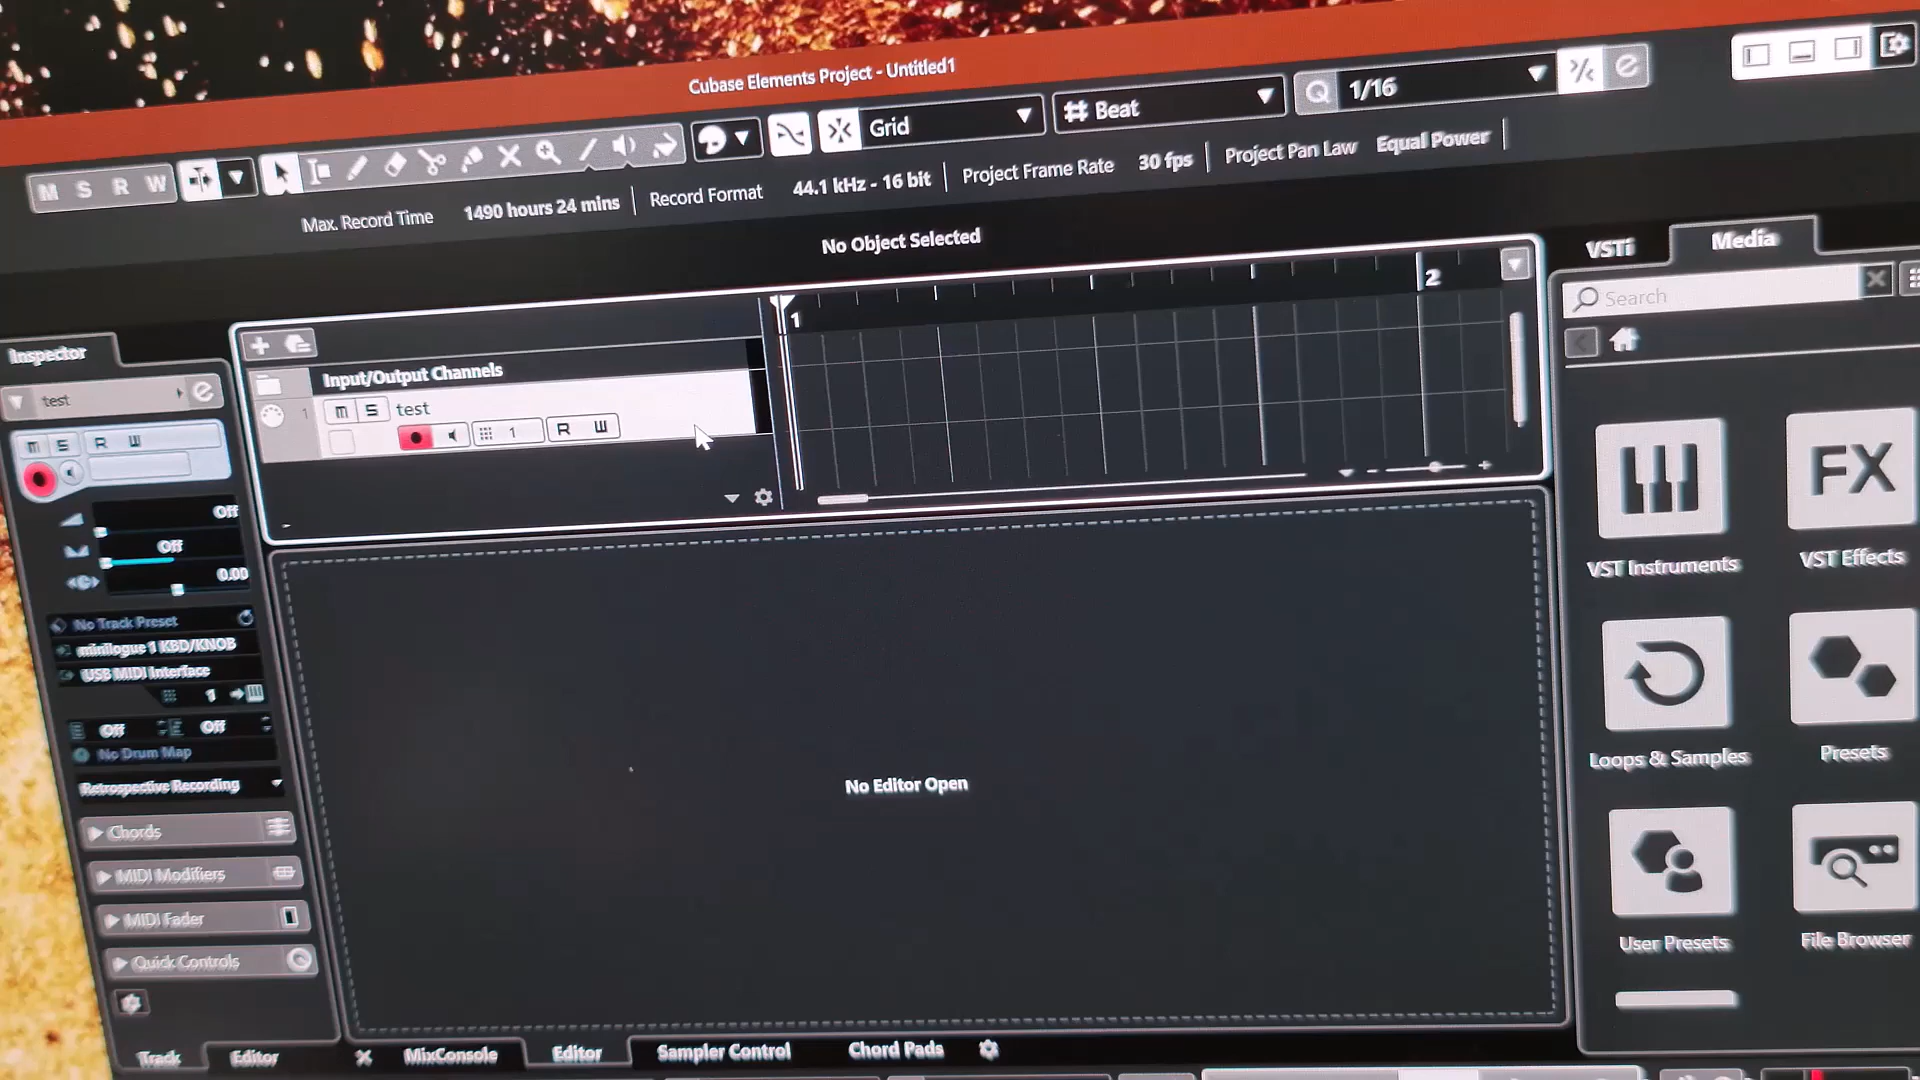 Cubase Elements Project - Untitled1
M S R W
Grid
Beat
Q 1/16
Max. Record Time 1490 hours 24 mins Record Format 44.1 kHz - 16 bit Project Frame Rate 30 fps Project Pan Law Equal Power
No Object Selected
VSTi Media
Search
1 2
Inspector
test
M S R W
Off
Off
0.00
No Track Preset
minilogue 1 KBD/KNOB
USB MIDI Interface
1
Off Off
No Drum Map
Retrospective Recording
Chords
MIDI Modifiers
MIDI Fader
Quick Controls
Input/Output Channels
1 M S test
1 R W
No Editor Open
VST Instruments
FX
VST Effects
Loops & Samples
Presets
User Presets
File Browser
Track Editor
MixConsole Editor Sampler Control Chord Pads